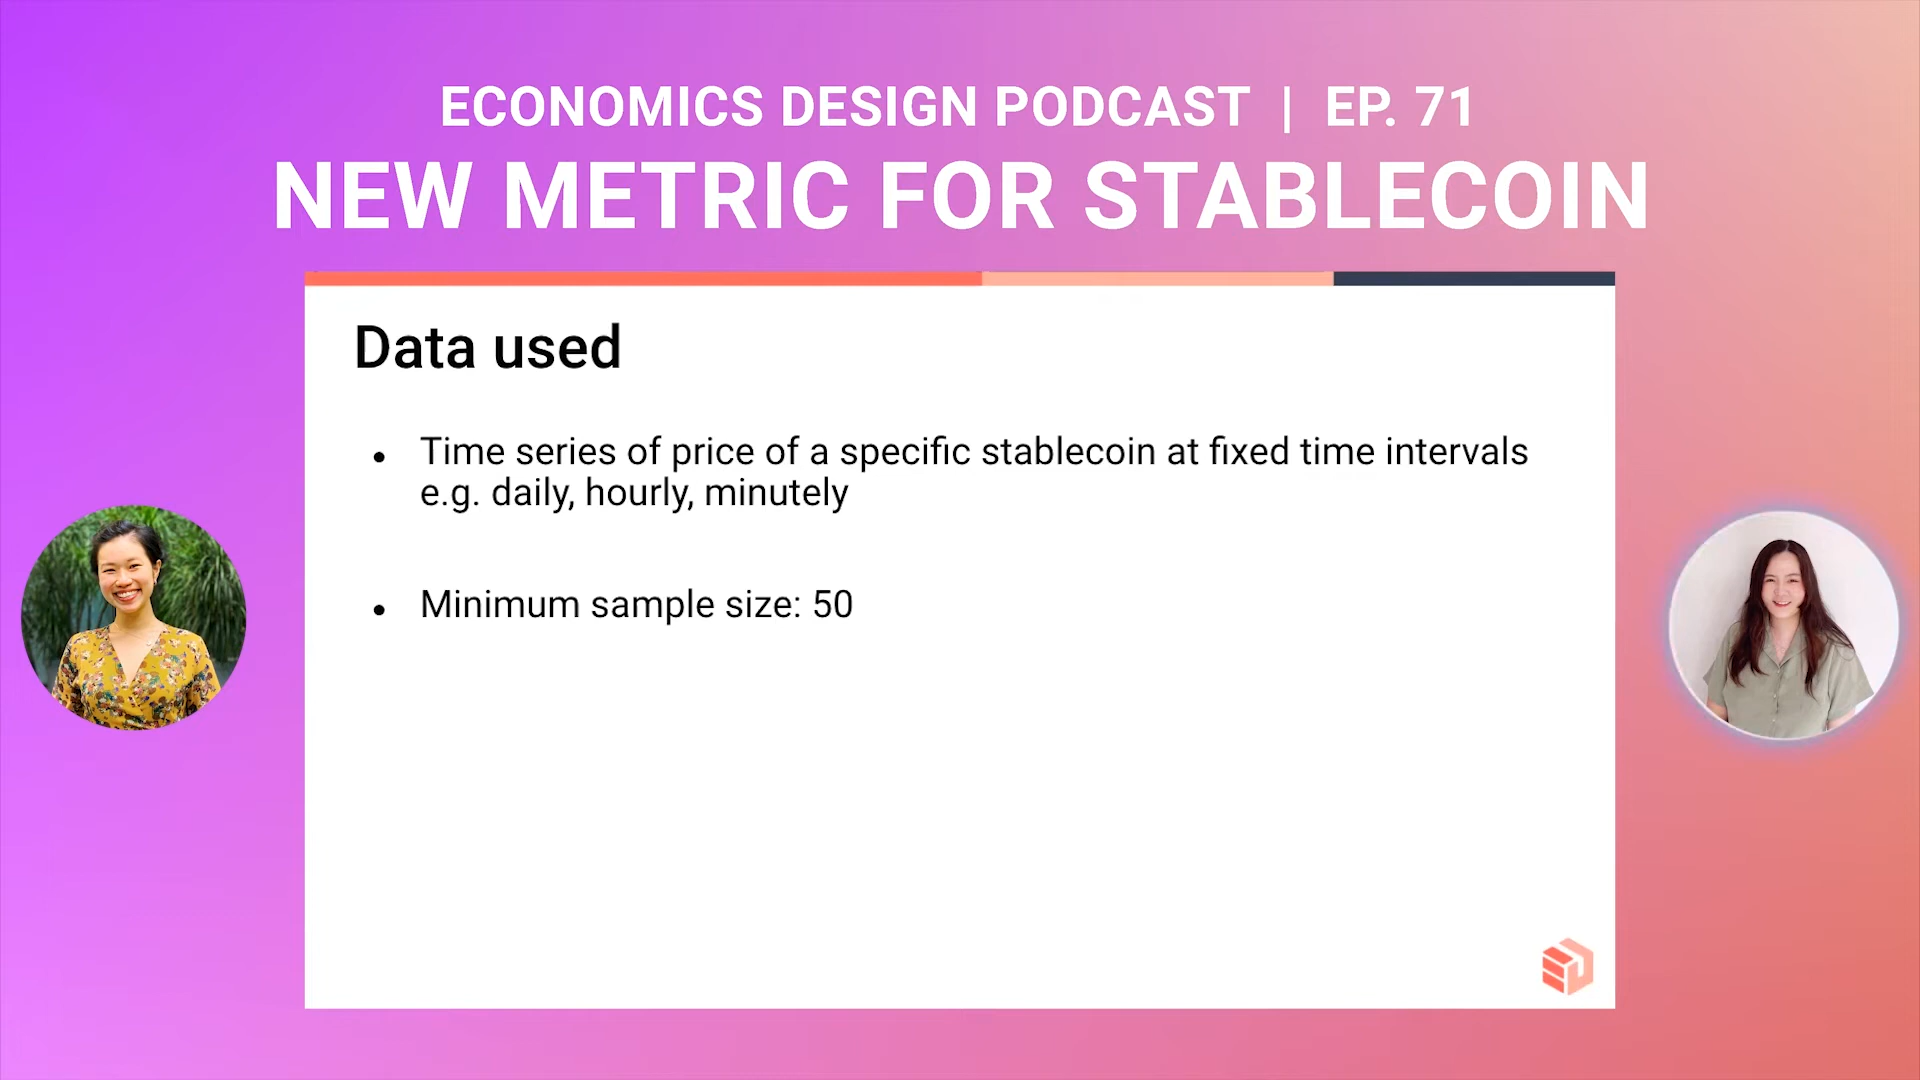 ECONOMICS DESIGN PODCAST | EP. 71
NEW METRIC FOR STABLECOIN
Data used
• Time series of price of a specific stablecoin at fixed time intervals
e.g. daily, hourly, minutely
• Minimum sample size: 50